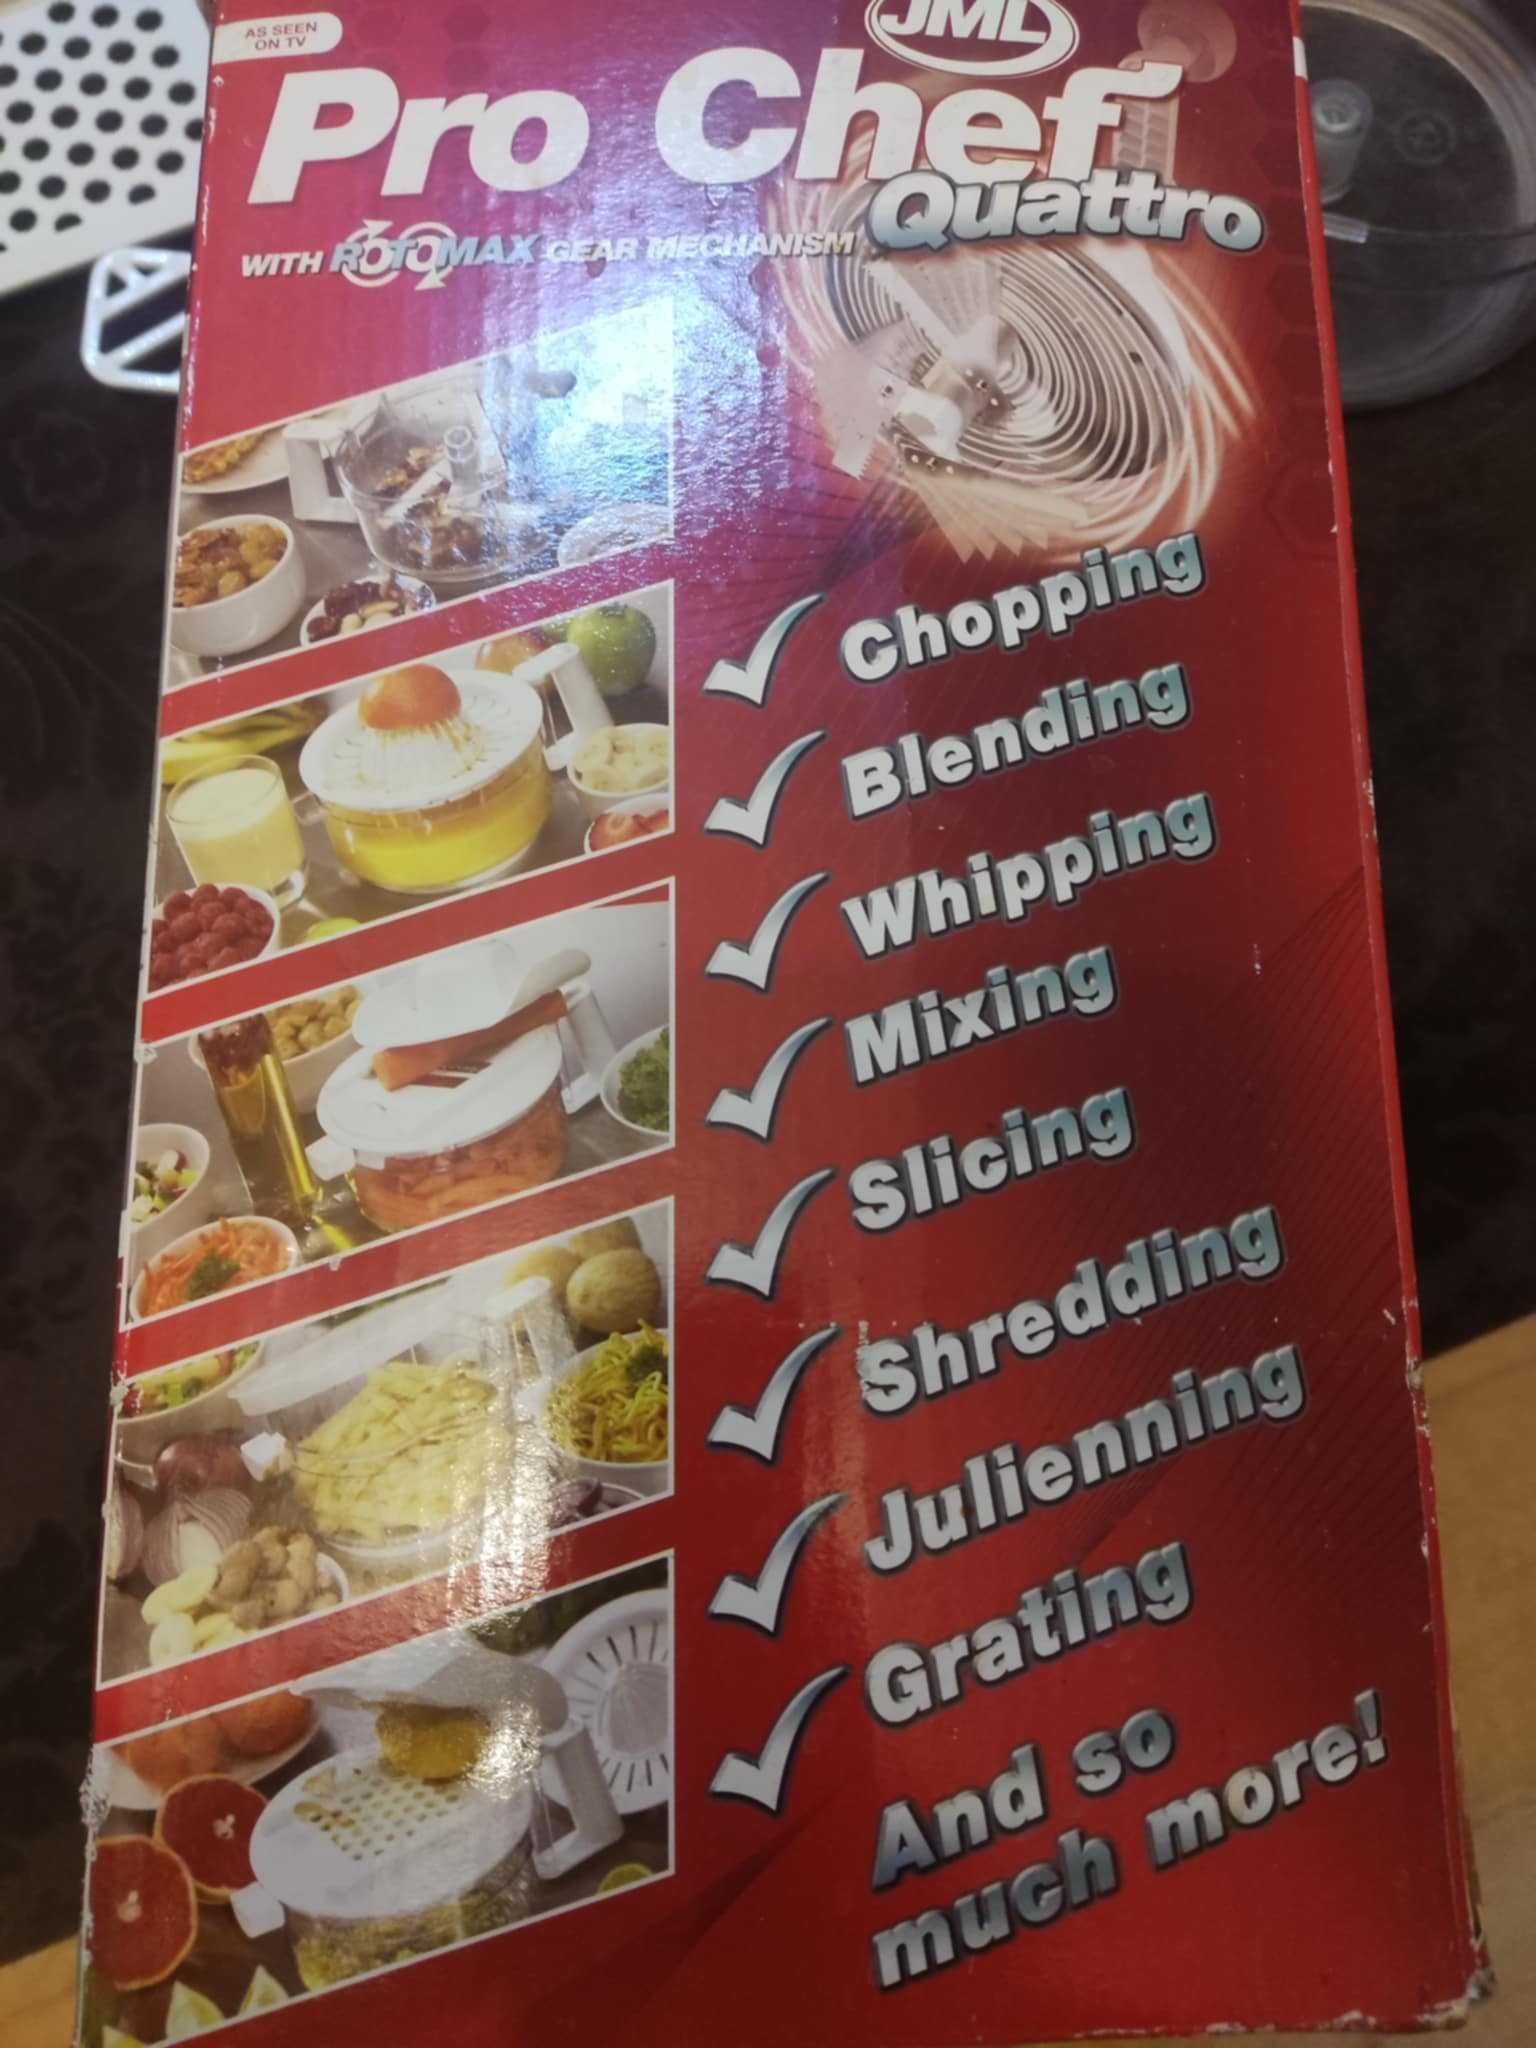 JML
AS SEEN
ON TV
Pro Chef
Quattro
WITH ROTOMAX GEAR MECHANISM
Chopping
Blending
Whipping
Mixing
Slicing
Shredding
Julienning
Grating
And so
much more!